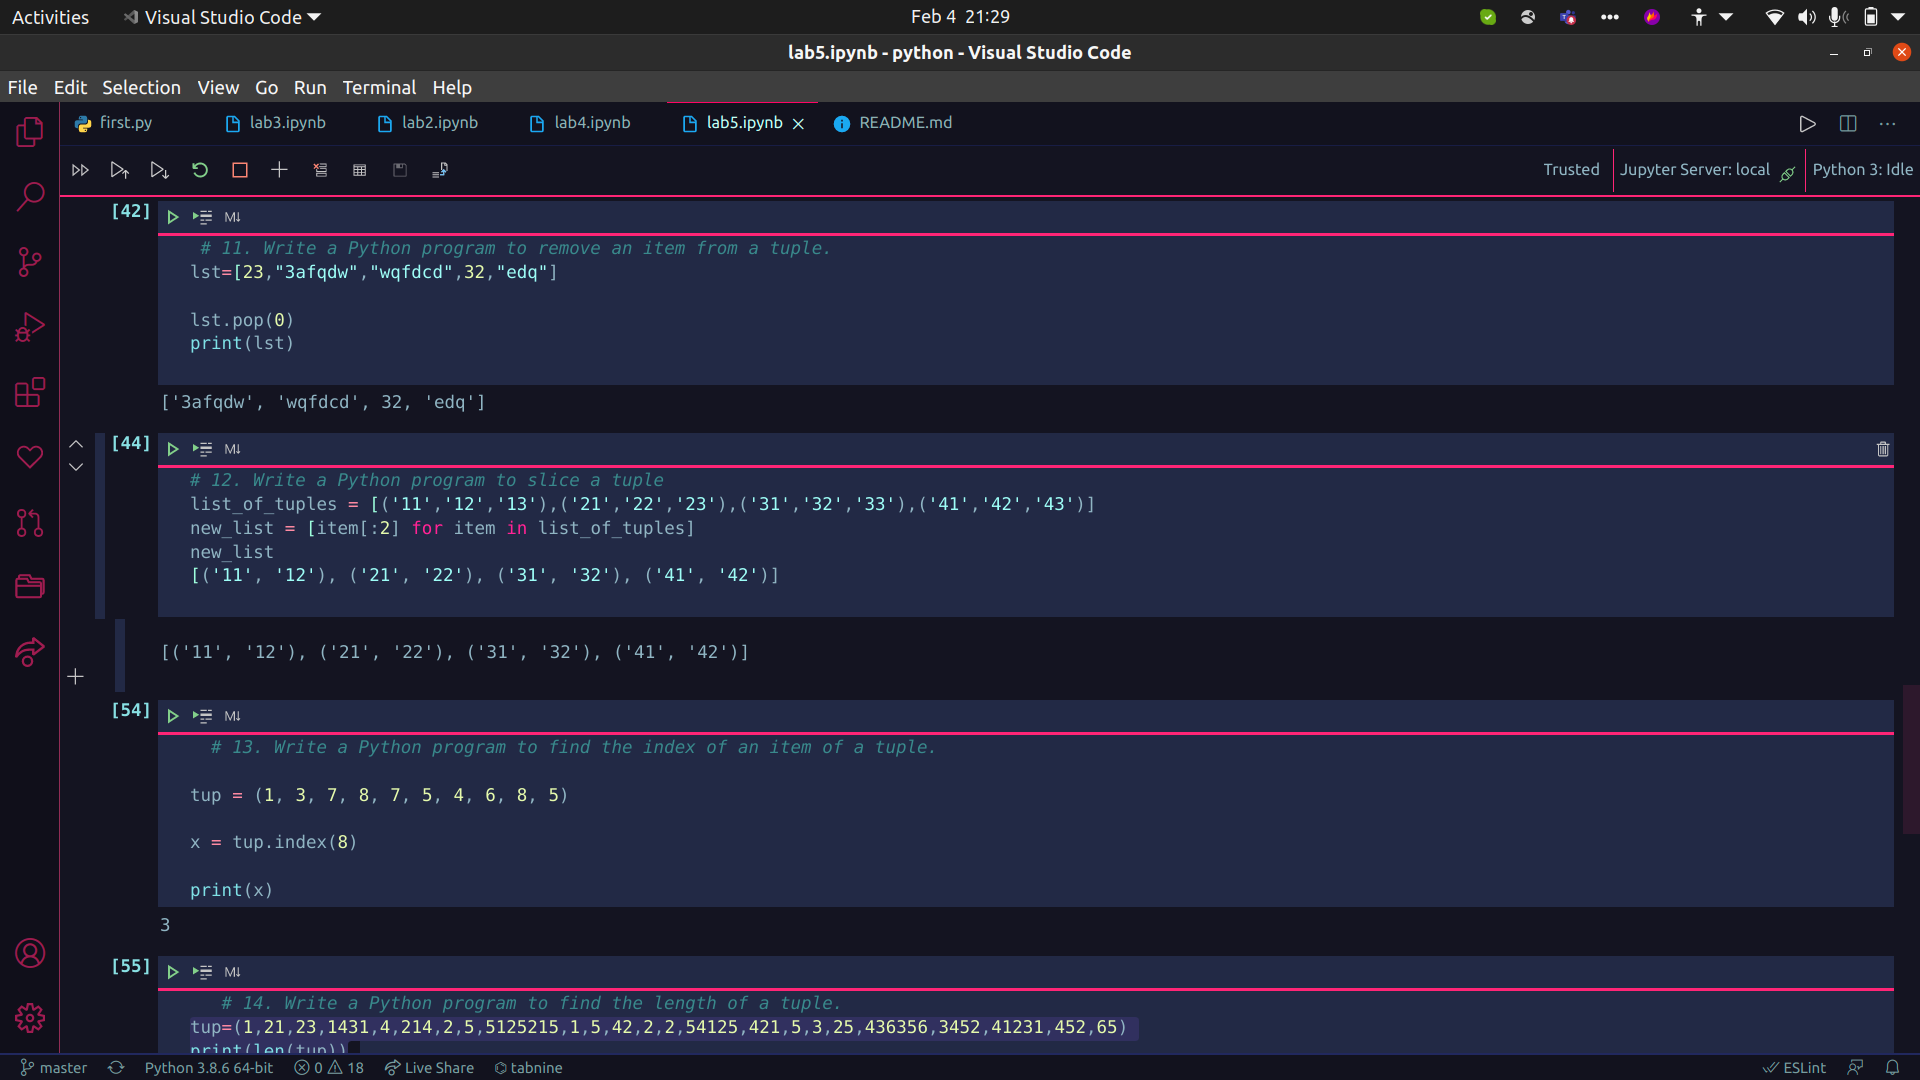 Activities
Visual Studio Code
Feb 4 21:29
lab5.ipynb - python - Visual Studio Code
File Edit Selection View Go Run Terminal Help
first.py
lab3.ipynb
lab2.ipynb
lab4.ipynb
lab5.ipynb
README.md
Trusted
Jupyter Server: local
Python 3: Idle
[42]
M↓
# 11. Write a Python program to remove an item from a tuple.
lst=[23,"3afqdw","wqfdcd",32,"edq"]
lst.pop(0)
print(lst)
['3afqdw', 'wqfdcd', 32, 'edq']
[44]
M↓
# 12. Write a Python program to slice a tuple
list_of_tuples = [('11','12','13'),('21','22','23'),('31','32','33'),('41','42','43')]
new_list = [item[:2] for item in list_of_tuples]
new_list
[('11', '12'), ('21', '22'), ('31', '32'), ('41', '42')]
[('11', '12'), ('21', '22'), ('31', '32'), ('41', '42')]
[54]
M↓
# 13. Write a Python program to find the index of an item of a tuple.
tup = (1, 3, 7, 8, 7, 5, 4, 6, 8, 5)
x = tup.index(8)
print(x)
3
[55]
M↓
# 14. Write a Python program to find the length of a tuple.
tup=(1,21,23,1431,4,214,2,5,5125215,1,5,42,2,2,54125,421,5,3,25,436356,3452,41231,452,65)
print(len(tup))
master
Python 3.8.6 64-bit
0
18
Live Share
tabnine
ESLint